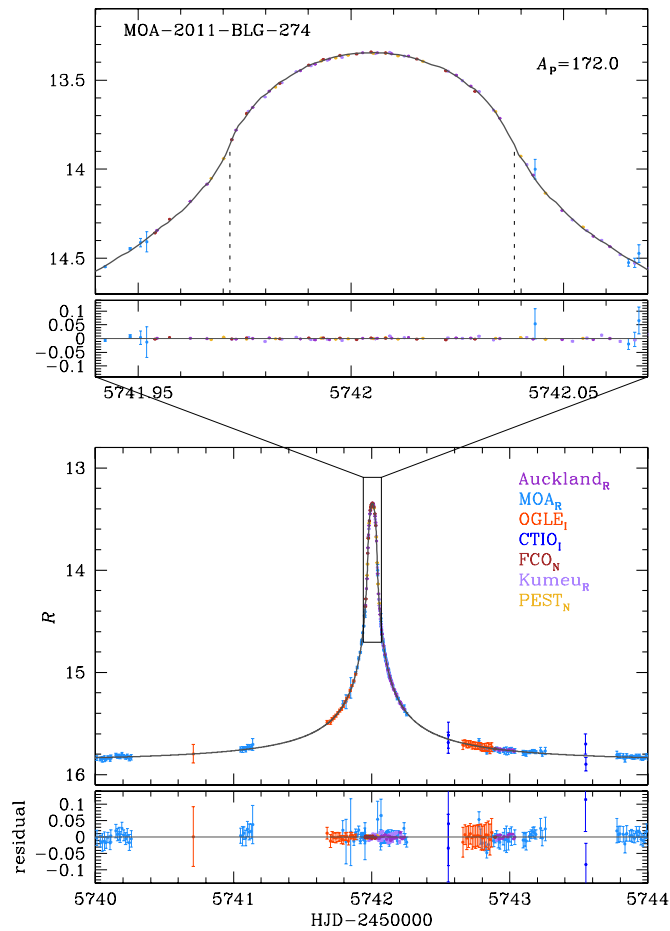 MOA−2011−BLG−274
A_P=172.0
13.5
14
14.5
0.1
0.05
0
−0.05
−0.1
5741.95 5742 5742.05
13
14
15
16
R
Auckland_R
MOA_R
OGLE_I
CTIO_I
FCO_N
Kumeu_R
PEST_N
0.1
0.05
0
−0.05
−0.1
residual
5740 5741 5742 5743 5744
HJD−2450000